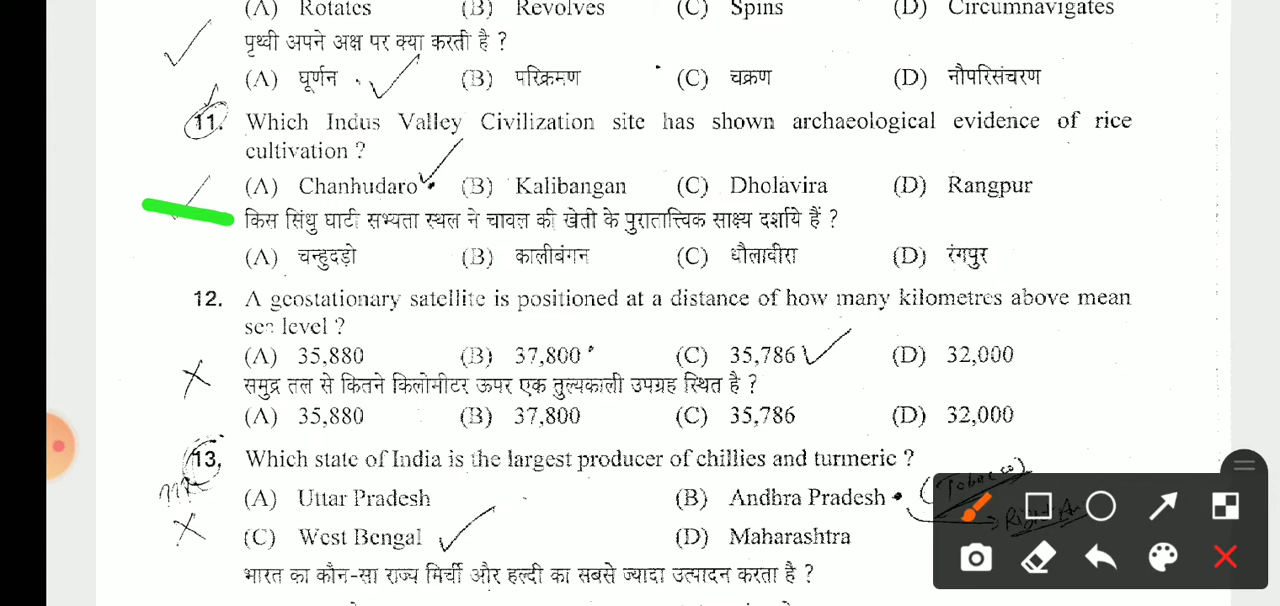 (A) Rotates (B) Revolves (C) Spins (D) Circumnavigates
पृथ्वी अपने अक्ष पर क्या करती है ?
(A) घूर्णन (B) परिक्रमण (C) चक्रण (D) नौपरिसंचरण
11. Which Indus Valley Civilization site has shown archaeological evidence of rice
cultivation ?
(A) Chanhudaro (B) Kalibangan (C) Dholavira (D) Rangpur
किस सिंधु घाटी सभ्यता स्थल ने चावल की खेती के पुरातात्त्विक साक्ष्य दर्शाये हैं ?
(A) चन्हुदड़ो (B) कालीबंगन (C) धौलावीरा (D) रंगपुर
12. A geostationary satellite is positioned at a distance of how many kilometres above mean
sea level ?
(A) 35,880 (B) 37,800 (C) 35,786 (D) 32,000
समुद्र तल से कितने किलोमीटर ऊपर एक तुल्यकाली उपग्रह स्थित है ?
(A) 35,880 (B) 37,800 (C) 35,786 (D) 32,000
13. Which state of India is the largest producer of chillies and turmeric ?
(A) Uttar Pradesh (B) Andhra Pradesh (Tobacco)
(C) West Bengal (D) Maharashtra
भारत का कौन-सा राज्य मिर्ची और हल्दी का सबसे ज्यादा उत्पादन करता है ?